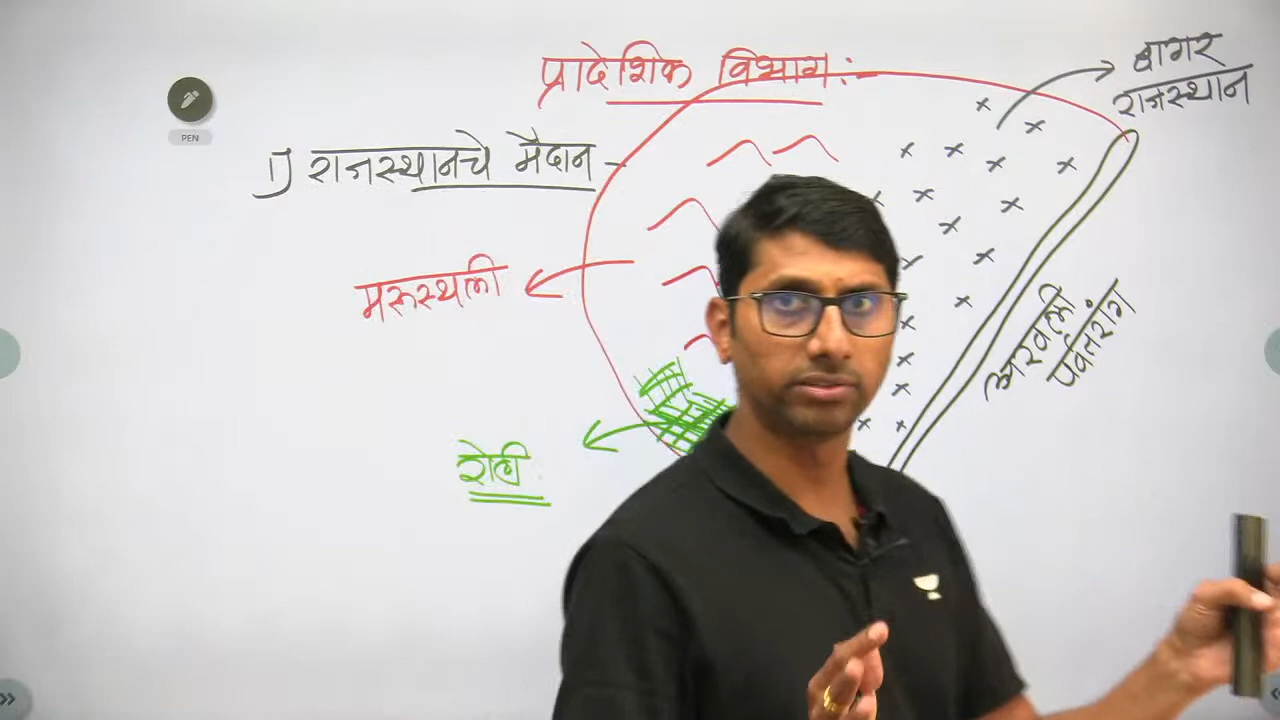 प्रादेशिक विभाग:-
1) राजस्थानचे मैदान -
बागर
राजस्थान
मरुस्थली
अरवली
पर्वतरांग
रोही
PEN